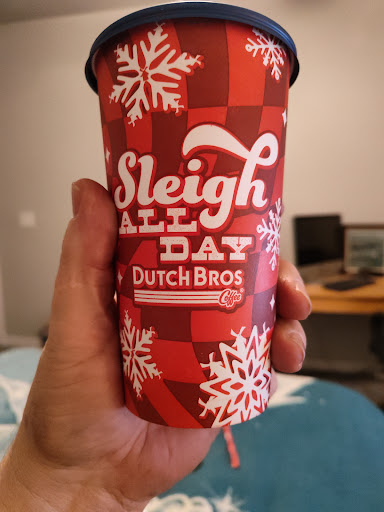 Sleigh
ALL
DAY
DUTCH BROS
Coffee